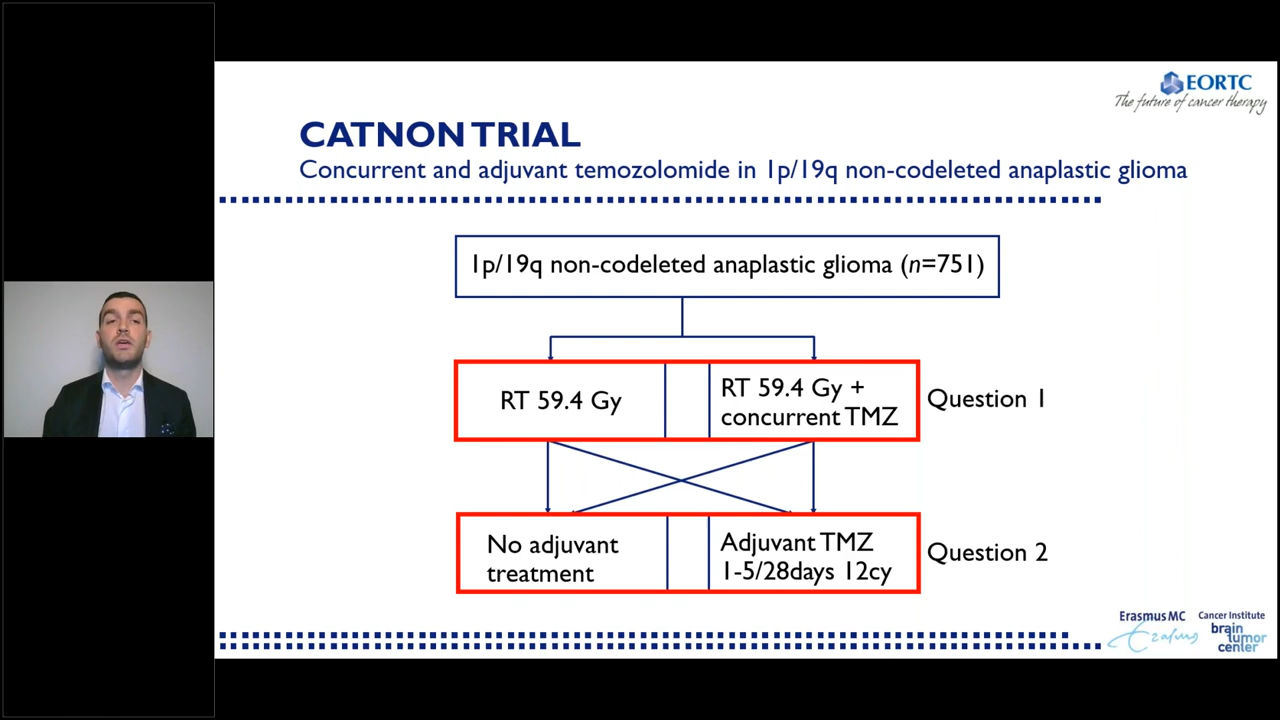 EORTC
The future of cancer therapy
CATNON TRIAL
Concurrent and adjuvant temozolomide in 1p/19q non-codeleted anaplastic glioma
1p/19q non-codeleted anaplastic glioma (n=751)
RT 59.4 Gy
RT 59.4 Gy +
concurrent TMZ
Question 1
No adjuvant
treatment
Adjuvant TMZ
1-5/28days 12cy
Question 2
Erasmus MC
Erasmus
Cancer Institute
brain
tumor
center